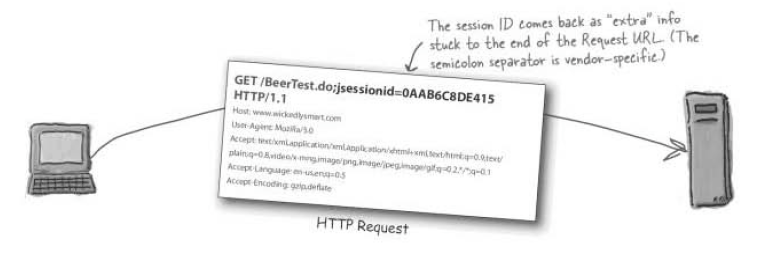 The session ID comes back as "extra" info
stuck to the end of the Request URL. (The
semicolon separator is vendor-specific.)
GET /BeerTest.do;jsessionid=0AAB6C8DE415
HTTP/1.1
Host: www.wickedlysmart.com
User-Agent: Mozilla/5.0
Accept: text/xml,application/xml,application/xhtml+xml,text/html;q=0.9,text/
plain;q=0.8,video/x-mng,image/png,image/jpeg,image/gif;q=0.2,*/*;q=0.1
Accept-Language: en-us,en;q=0.5
Accept-Encoding: gzip,deflate
HTTP Request